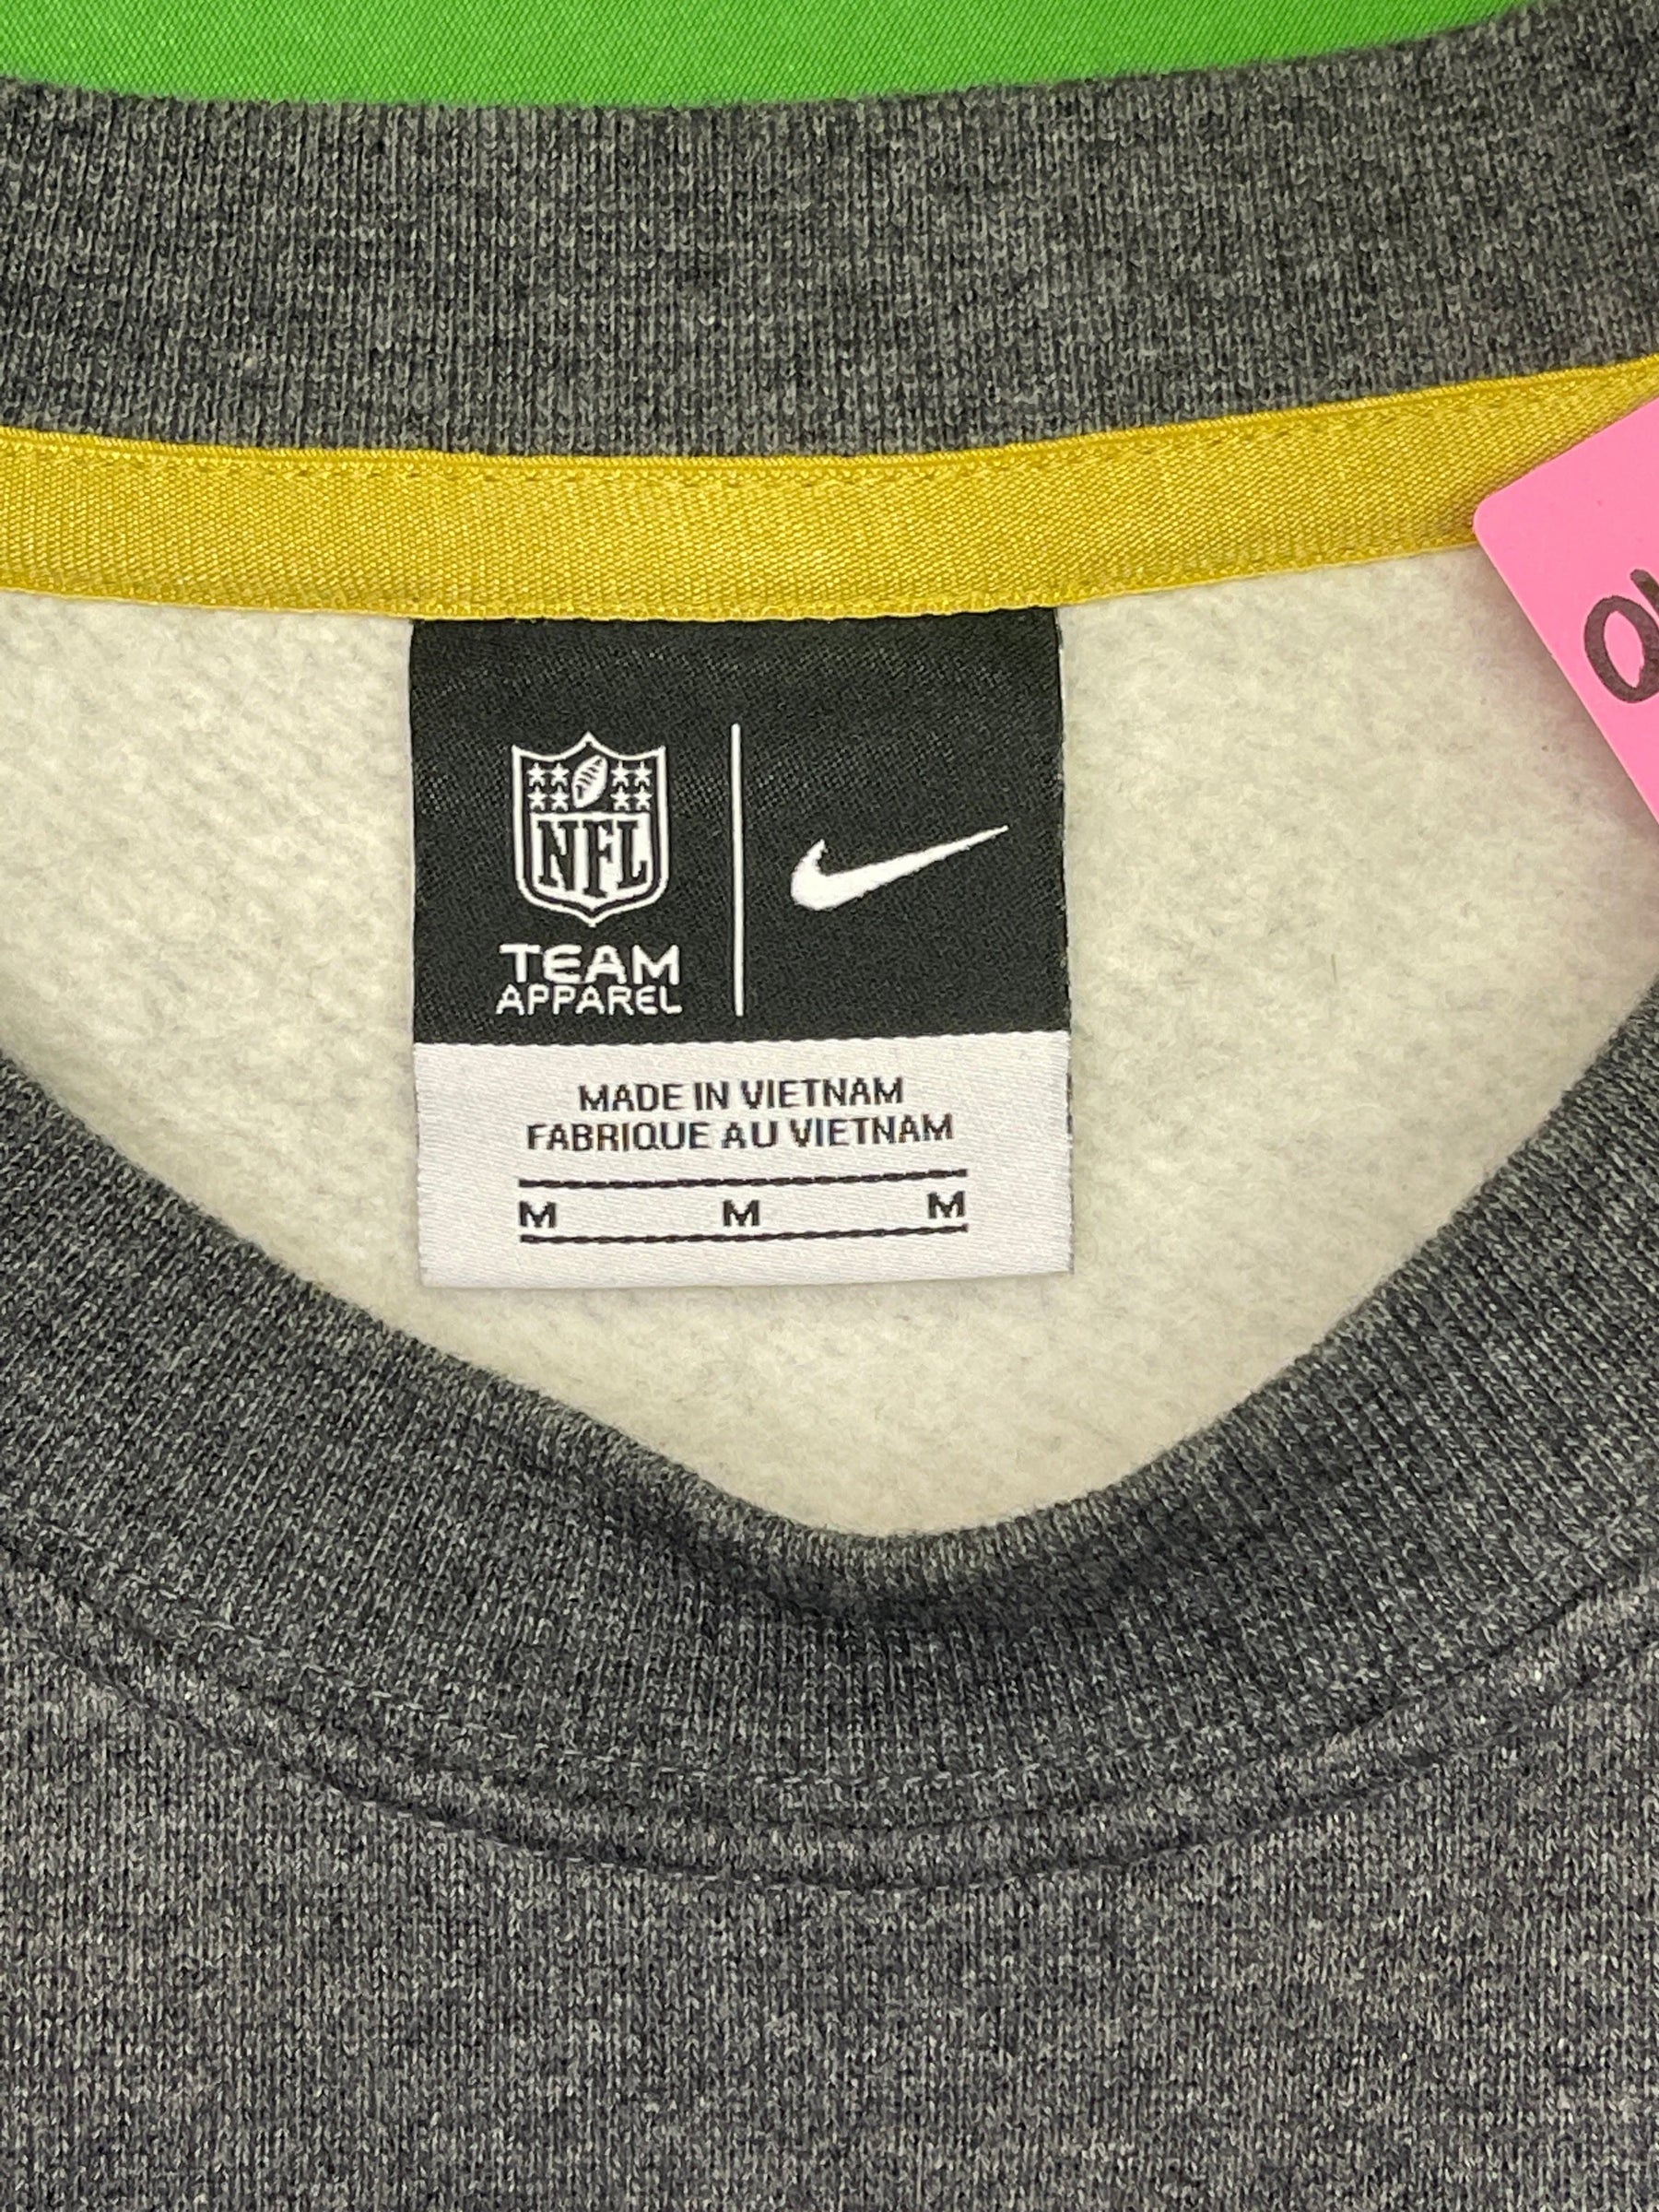 NFL
TEAM
APPAREL
MADE IN VIETNAM
FABRIQUE AU VIETNAM
M M M